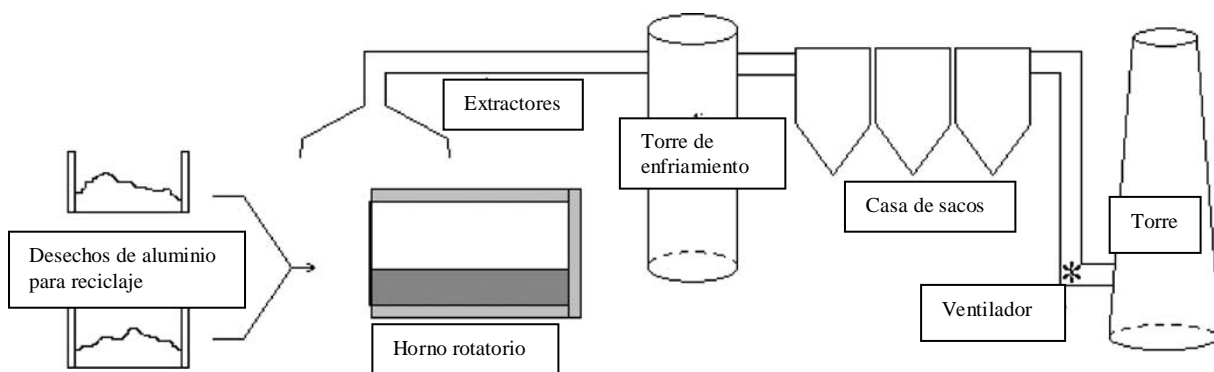 Extractores
Torre de
enfriamiento
Casa de sacos
Torre
Desechos de aluminio
para reciclaje
Ventilador
Horno rotatorio